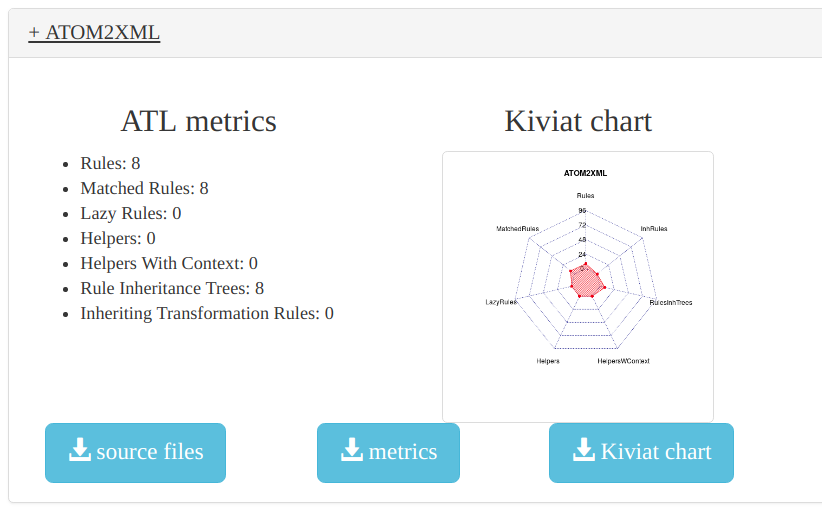 + ATOM2XML
ATL metrics
Rules: 8
Matched Rules: 8
Lazy Rules: 0
Helpers: 0
Helpers With Context: 0
Rule Inheritance Trees: 8
Inheriting Transformation Rules: 0
Kiviat chart
ATOM2XML
Rules
96
72
48
24
0
MatchedRules
InhRules
LazyRules
RulesInhTrees
Helpers
HelpersWContext
source files
metrics
Kiviat chart